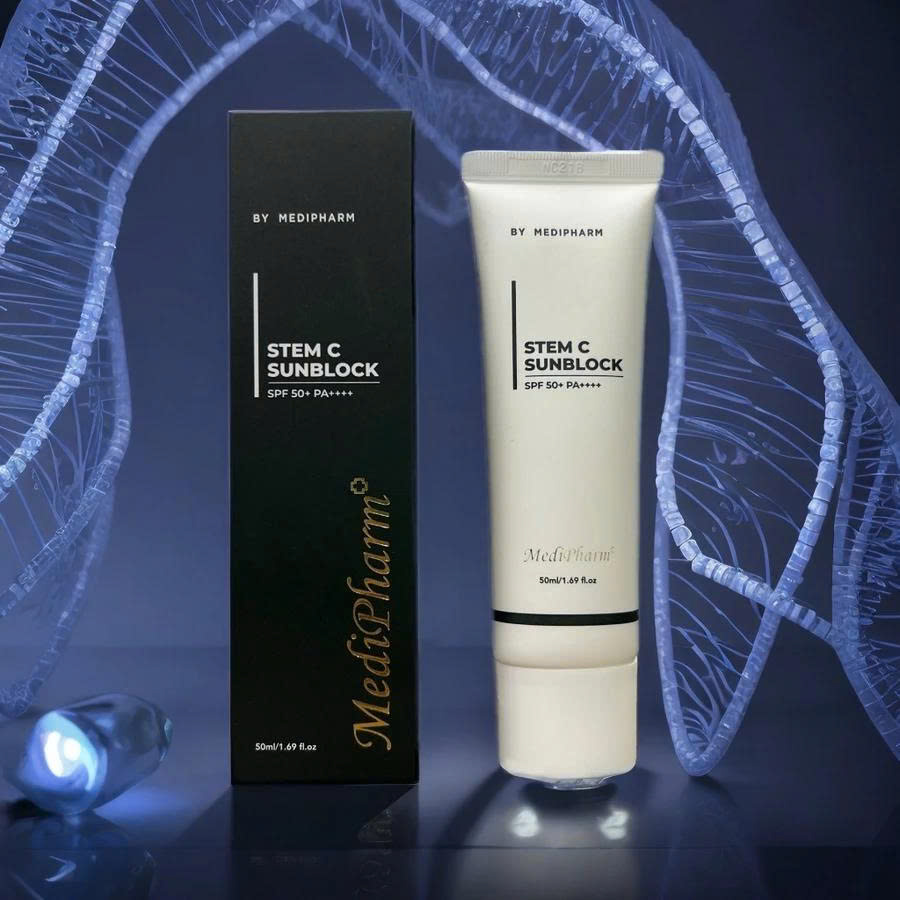 BY MEDIPHARM
STEM C
SUNBLOCK
SPF 50+ PA++++
MediPharm
50ml/1.69 fl.oz
BY MEDIPHARM
STEM C
SUNBLOCK
SPF 50+ PA++++
MediPharm
50ml/1.69 fl.oz